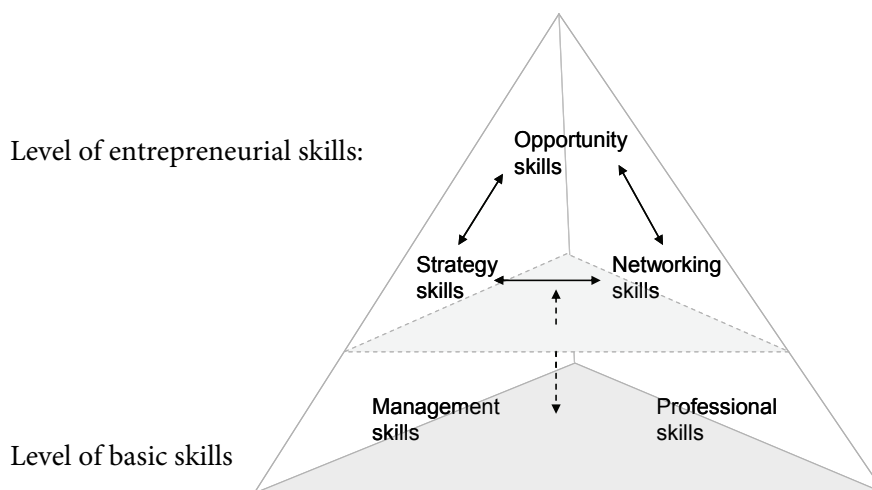 Level of entrepreneurial skills:
Opportunity
skills
Strategy
skills
Networking
skills
Management
skills
Professional
skills
Level of basic skills